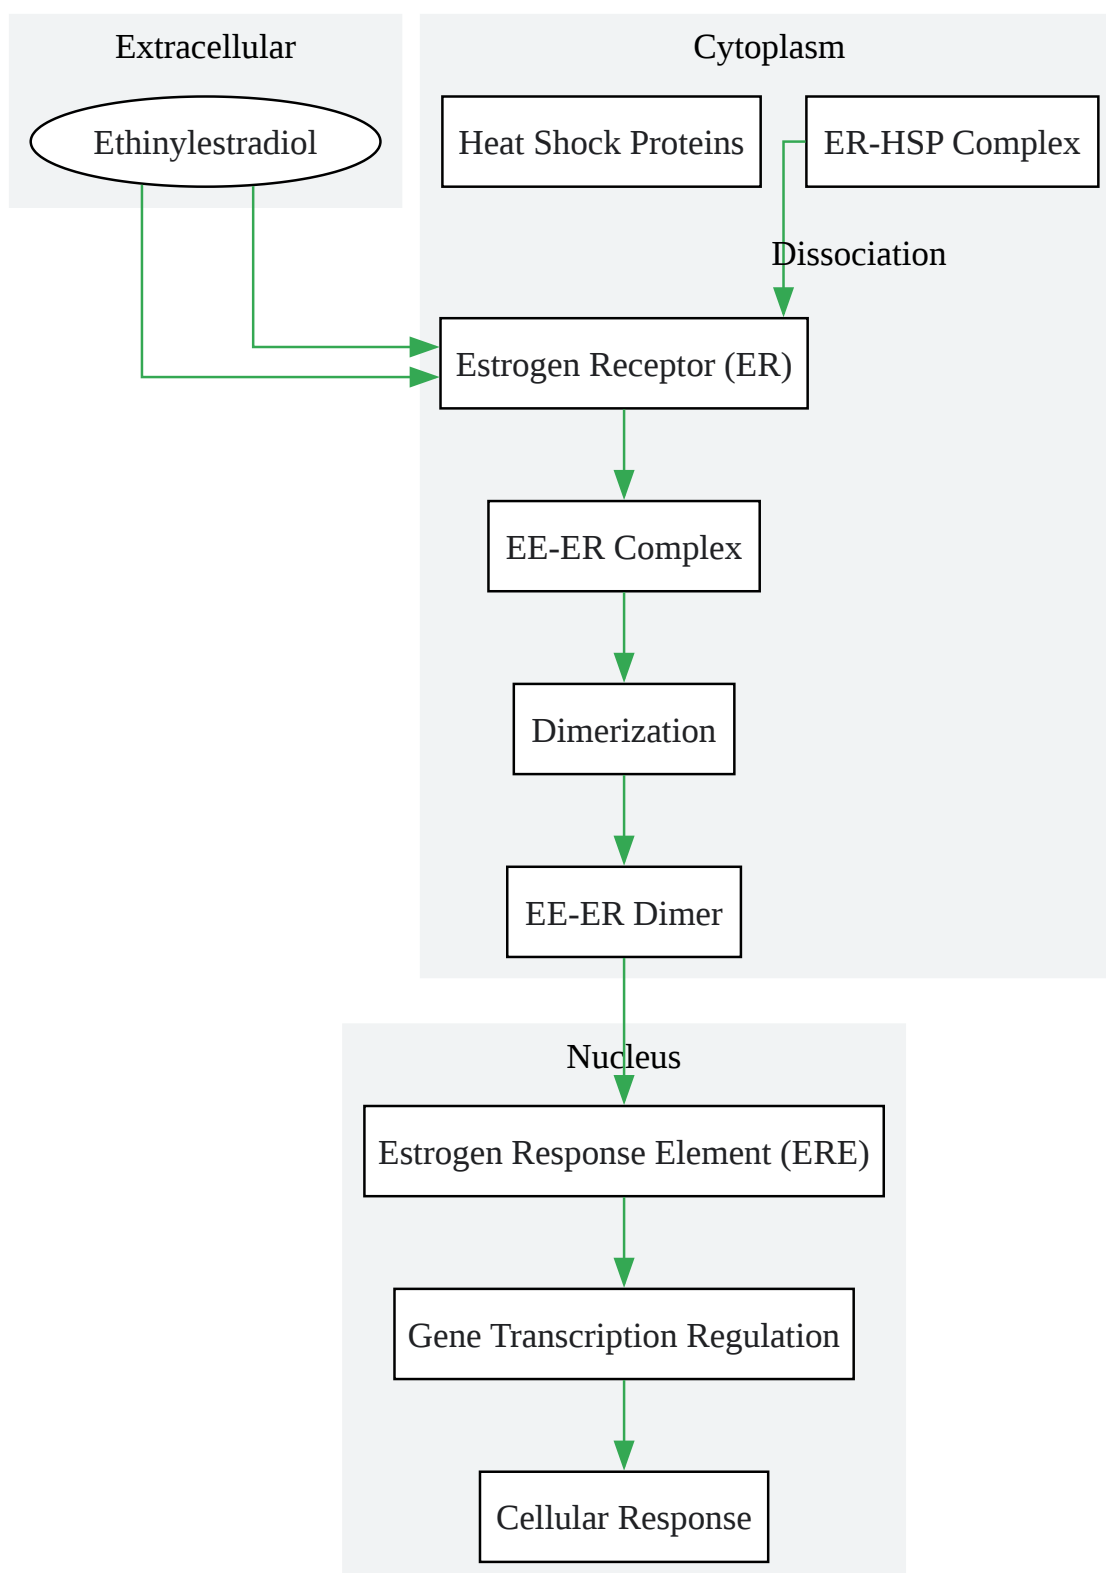 Extracellular
Cytoplasm
Ethinylestradiol
Heat Shock Proteins
ER-HSP Complex
Dissociation
Estrogen Receptor (ER)
EE-ER Complex
Dimerization
EE-ER Dimer
Nucleus
Estrogen Response Element (ERE)
Gene Transcription Regulation
Cellular Response